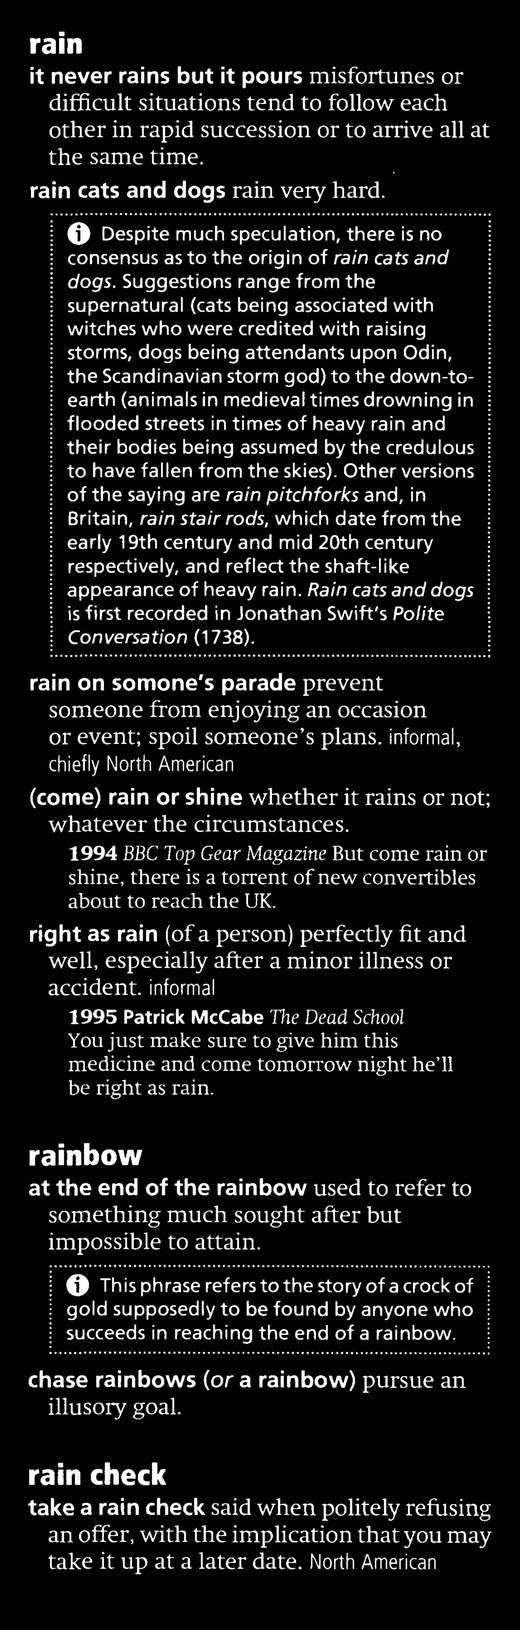 rain
it never rains but it pours misfortunes or
difficult situations tend to follow each
other in rapid succession or to arrive all at
the same time.
rain cats and dogs rain very hard.
Despite much speculation, there is no
consensus as to the origin of rain cats and
dogs. Suggestions range from the
supernatural (cats being associated with
witches who were credited with raising
storms, dogs being attendants upon Odin,
the Scandinavian storm god) to the down-to-
earth (animals in medieval times drowning in
flooded streets in times of heavy rain and
their bodies being assumed by the credulous
to have fallen from the skies). Other versions
of the saying are rain pitchforks and, in
Britain, rain stair rods, which date from the
early 19th century and mid 20th century
respectively, and reflect the shaft-like
appearance of heavy rain. Rain cats and dogs
is first recorded in Jonathan Swift's Polite
Conversation (1738).
rain on somone's parade prevent
someone from enjoying an occasion
or event; spoil someone's plans. informal,
chiefly North American
(come) rain or shine whether it rains or not;
whatever the circumstances.
1994 BBC Top Gear Magazine But come rain or
shine, there is a torrent of new convertibles
about to reach the UK.
right as rain (of a person) perfectly fit and
well, especially after a minor illness or
accident. informal
1995 Patrick McCabe The Dead School
You just make sure to give him this
medicine and come tomorrow night he'll
be right as rain.
rainbow
at the end of the rainbow used to refer to
something much sought after but
impossible to attain.
This phrase refers to the story of a crock of
gold supposedly to be found by anyone who
succeeds in reaching the end of a rainbow.
chase rainbows (or a rainbow) pursue an
illusory goal.
rain check
take a rain check said when politely refusing
an offer, with the implication that you may
take it up at a later date. North American